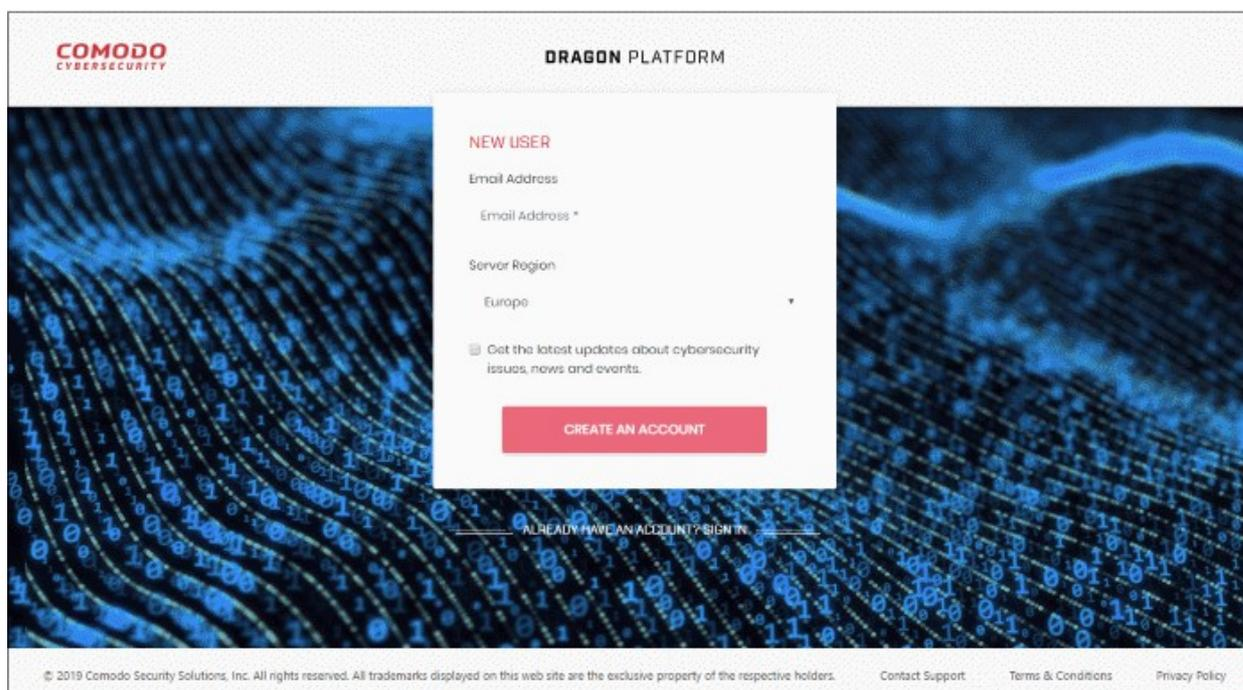 COMODO
CYBERSECURITY
DRAGON PLATFORM
NEW USER
Email Address
Email Address *
Server Region
Europe
Get the latest updates about cybersecurity
issues, news and events.
CREATE AN ACCOUNT
ALREADY HAVE AN ACCOUNT? SIGN IN
© 2019 Comodo Security Solutions, Inc. All rights reserved. All trademarks displayed on this web site are the exclusive property of the respective holders. Contact Support Terms & Conditions Privacy Policy